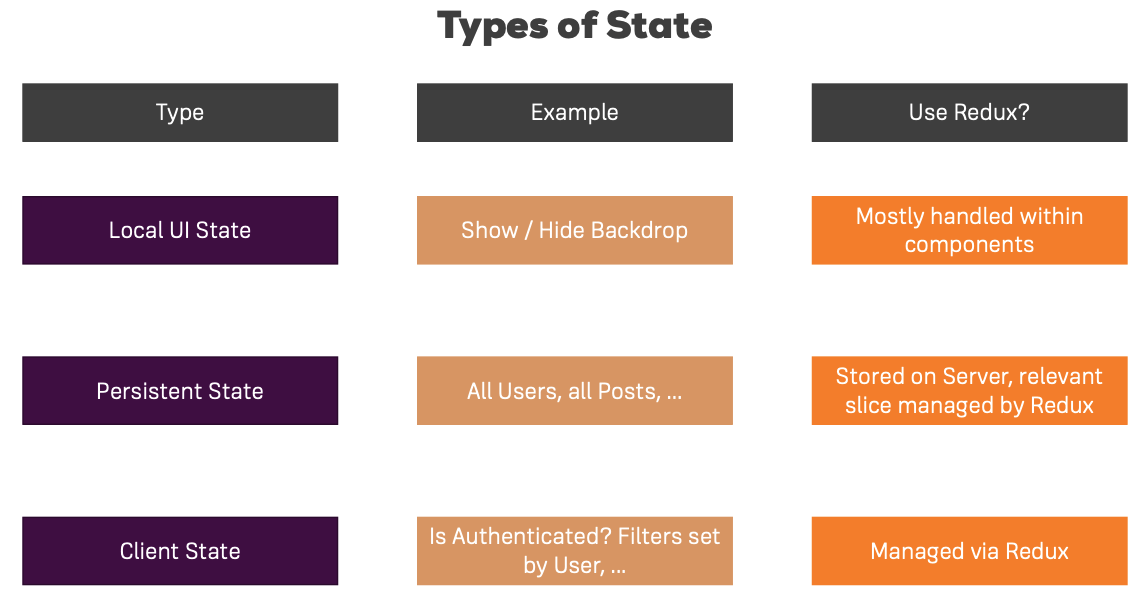 Types of State
Type
Example
Use Redux?
Local UI State
Show / Hide Backdrop
Mostly handled within
components
Persistent State
All Users, all Posts, ...
Stored on Server, relevant
slice managed by Redux
Client State
Is Authenticated? Filters set
by User, ...
Managed via Redux